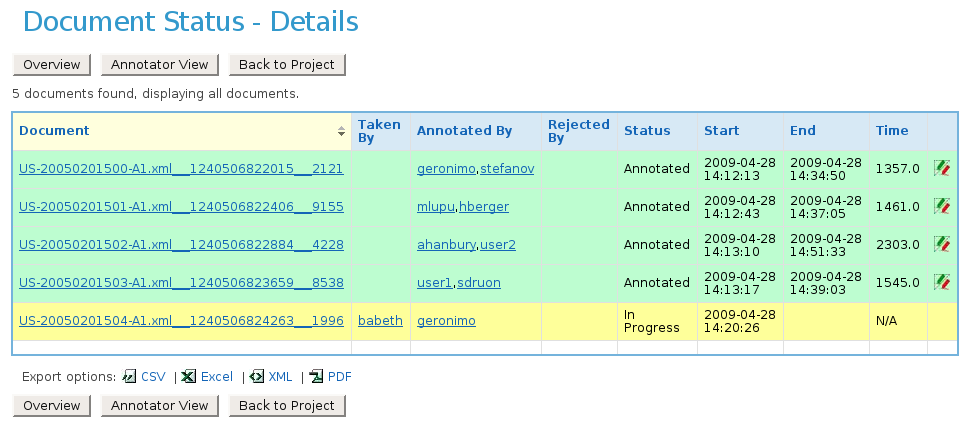 Document Status - Details
Overview Annotator View Back to Project
5 documents found, displaying all documents.
Document Taken By Annotated By Rejected By Status Start End Time
US-20050201500-A1.xml___1240506822015___2121 geronimo,stefanov Annotated 2009-04-28 14:12:13 2009-04-28 14:34:50 1357.0
US-20050201501-A1.xml___1240506822406___9155 mlupu,hberger Annotated 2009-04-28 14:12:43 2009-04-28 14:37:05 1461.0
US-20050201502-A1.xml___1240506822884___4228 ahanbury,user2 Annotated 2009-04-28 14:13:10 2009-04-28 14:51:33 2303.0
US-20050201503-A1.xml___1240506823659___8538 user1,sdruon Annotated 2009-04-28 14:13:17 2009-04-28 14:39:03 1545.0
US-20050201504-A1.xml___1240506824263___1996 babeth geronimo In Progress 2009-04-28 14:20:26 N/A
Export options: CSV | Excel | XML | PDF
Overview Annotator View Back to Project